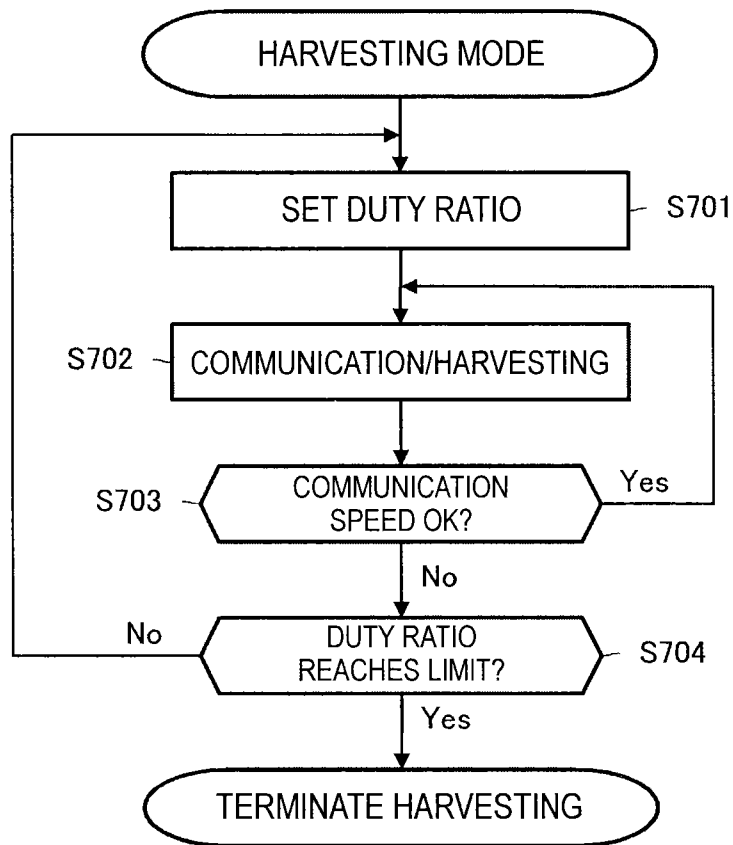 HARVESTING MODE
SET DUTY RATIO
S701
S702
COMMUNICATION/HARVESTING
S703
COMMUNICATION
SPEED OK?
Yes
No
No
DUTY RATIO
REACHES LIMIT?
S704
Yes
TERMINATE HARVESTING